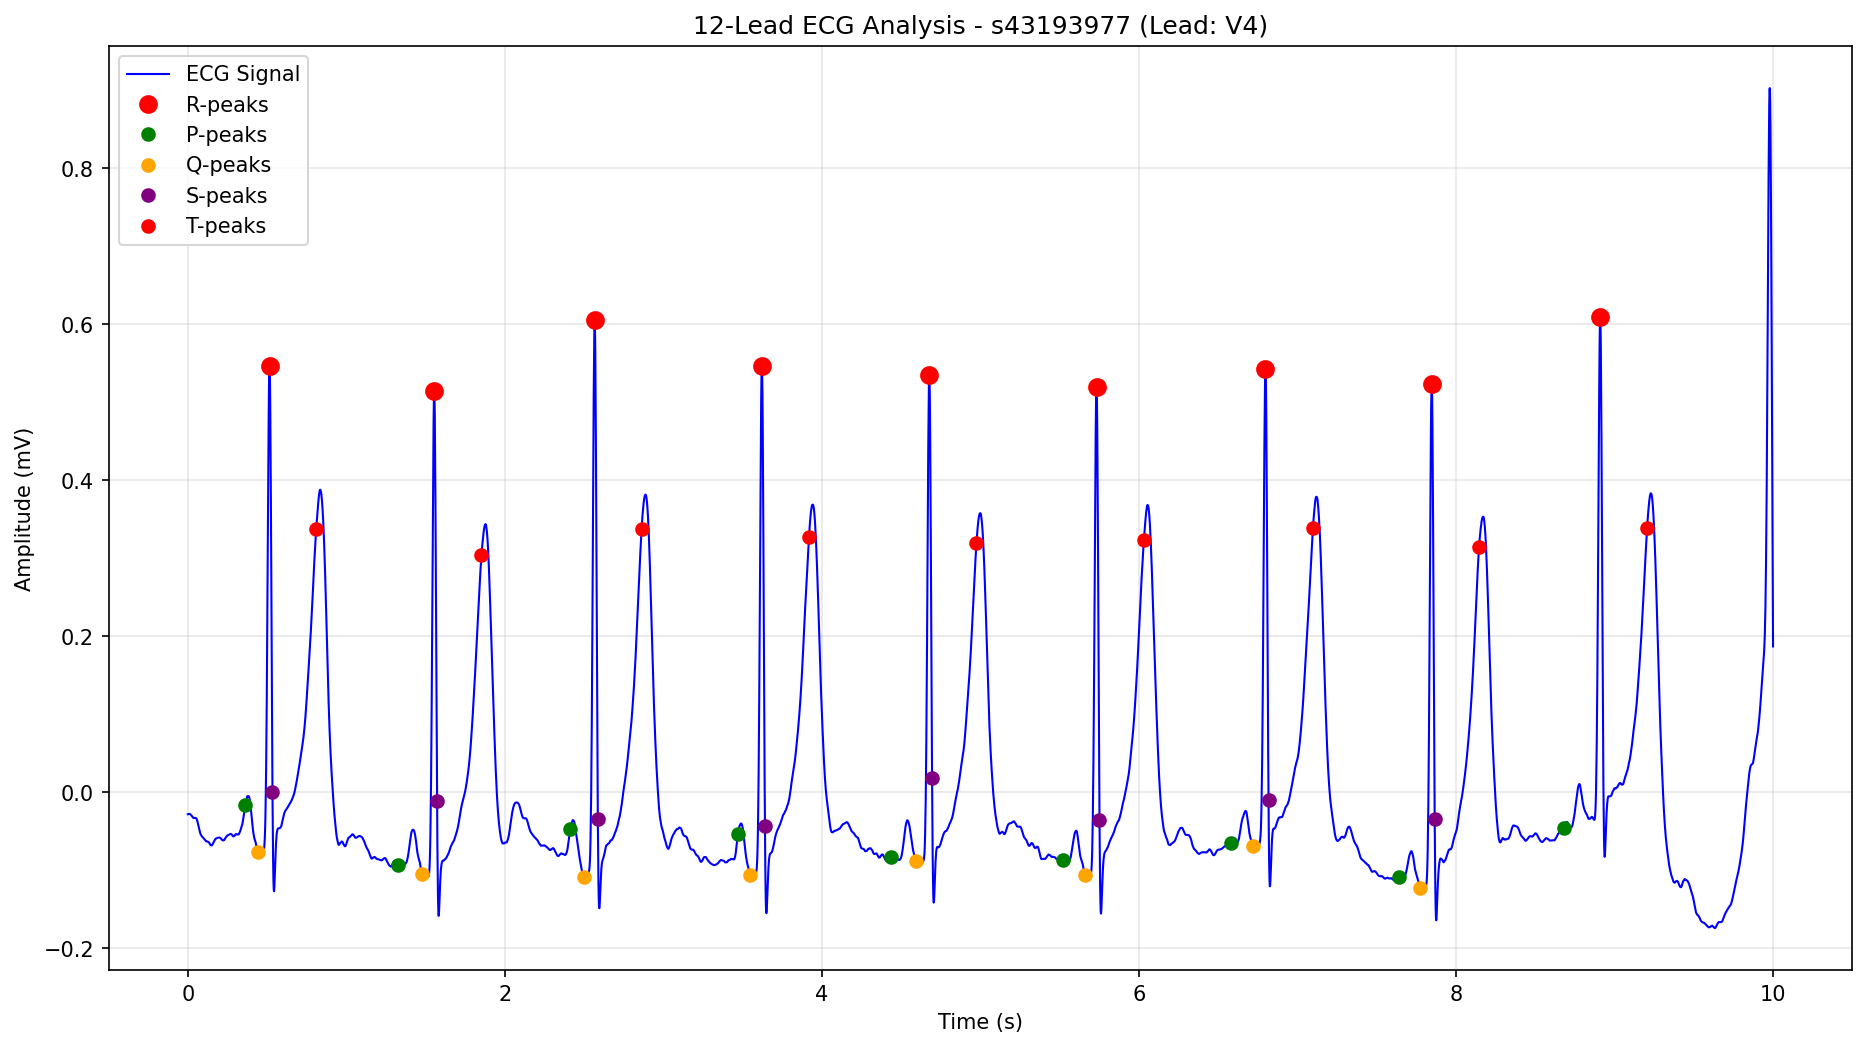 12-Lead ECG Analysis - s43193977 (Lead: V4)
ECG Signal
R-peaks
P-peaks
Q-peaks
S-peaks
T-peaks
Amplitude (mV)
0.8
0.6
0.4
0.2
0.0
−0.2
0 2 4 6 8 10
Time (s)